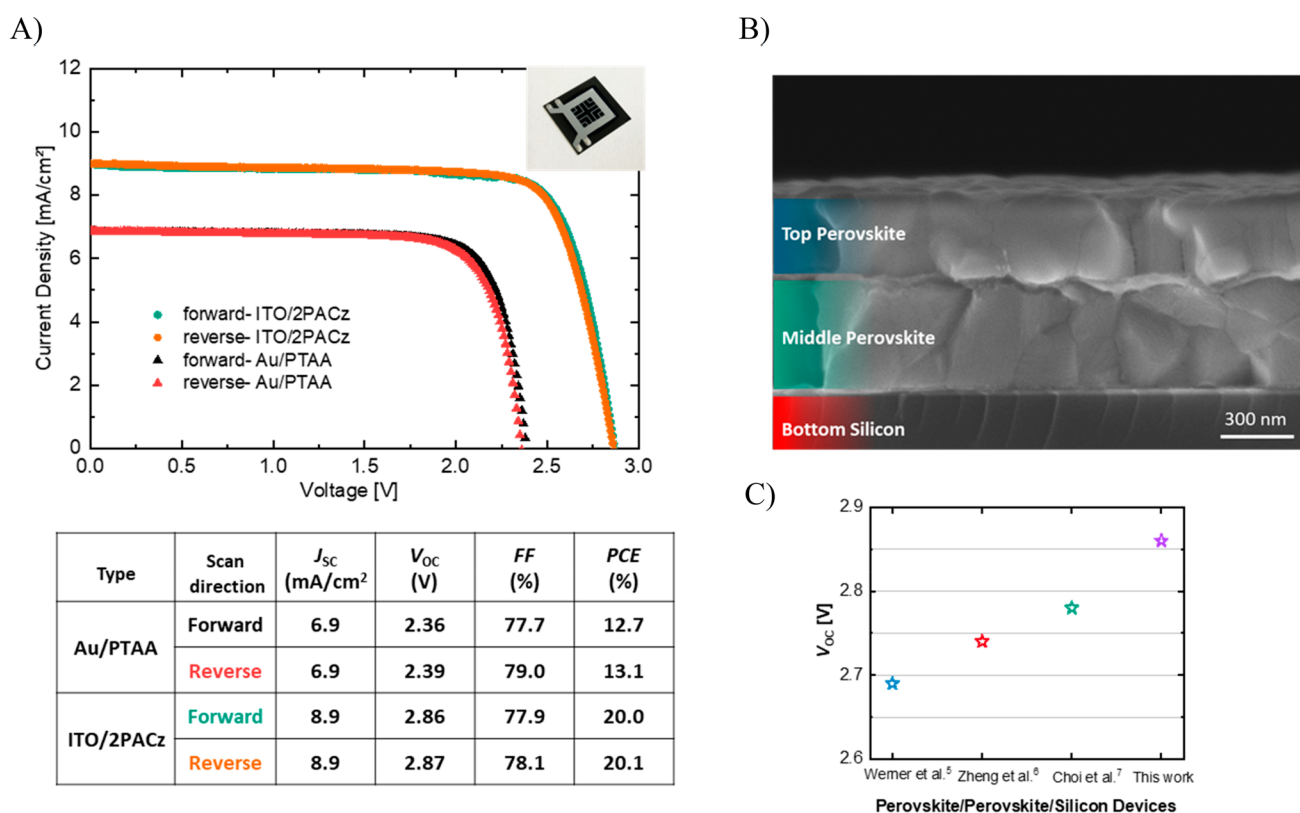 A)
12
10
8
6
4
2
0
Current Density [mA/cm²]
forward- ITO/2PACz
reverse- ITO/2PACz
forward- Au/PTAA
reverse- Au/PTAA
0.0 0.5 1.0 1.5 2.0 2.5 3.0
Voltage [V]
Type Scan direction JSC (mA/cm2) VOC (V) FF (%) PCE (%)
Au/PTAA Forward 6.9 2.36 77.7 12.7
Reverse 6.9 2.39 79.0 13.1
ITO/2PACz Forward 8.9 2.86 77.9 20.0
Reverse 8.9 2.87 78.1 20.1
B)
Top Perovskite
Middle Perovskite
Bottom Silicon
300 nm
C)
2.9
2.8
2.7
2.6
VOC [V]
Werner et al.5 Zheng et al.6 Choi et al.7 This work
Perovskite/Perovskite/Silicon Devices